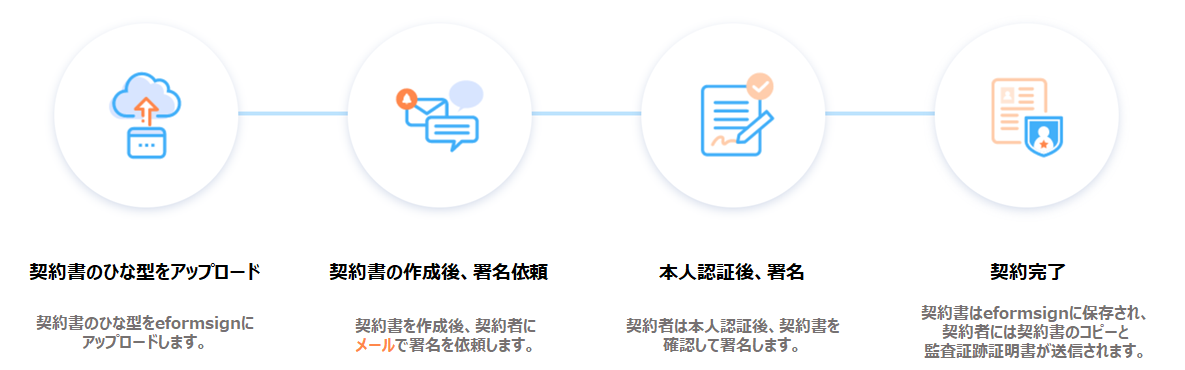 契約書のひな型をアップロード
契約書のひな型をeformsignに
アップロードします。
契約書の作成後、署名依頼
契約書を作成後、契約者に
メールで署名を依頼します。
本人認証後、署名
契約者は本人認証後、契約書を
確認して署名します。
契約完了
契約書はeformsignに保存され、
契約者には契約書のコピーと
監査証跡証明書が送信されます。